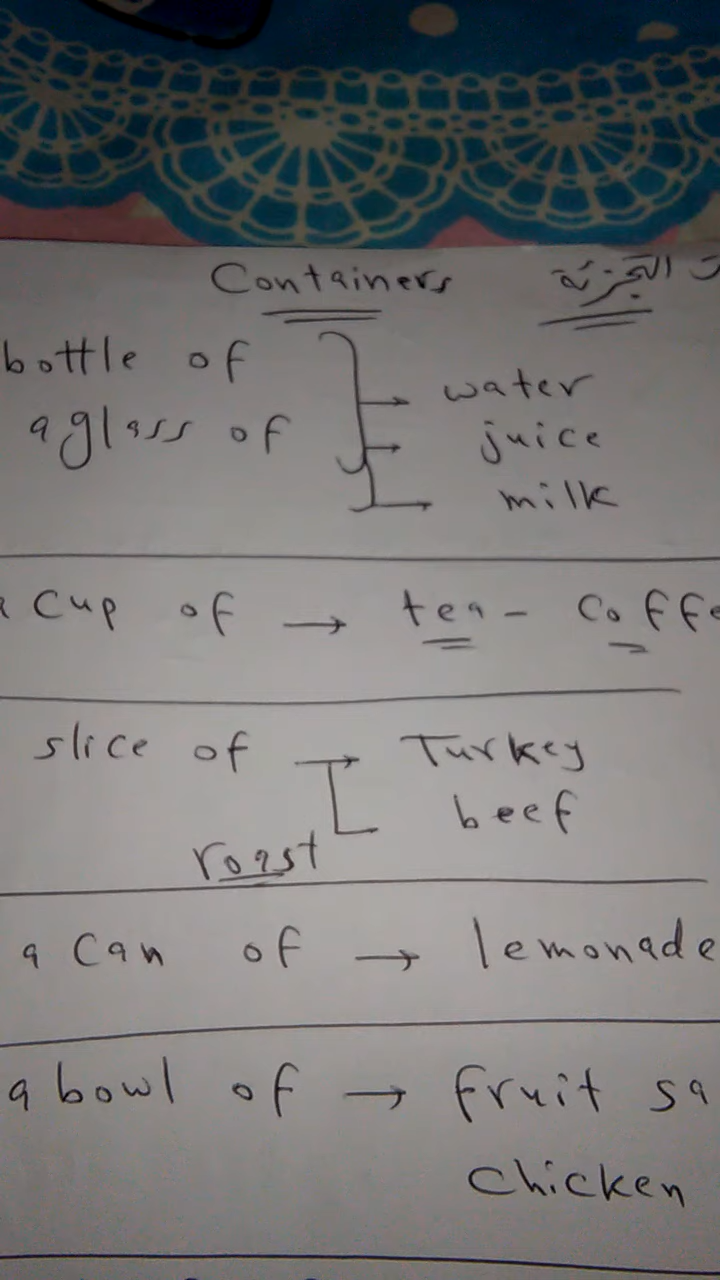 Containers التجزئة
bottle of
a glass of
water
juice
milk
Cup of → tea - Coffe
slice of → Turkey
beef
roast
a Can of → lemonade
a bowl of → fruit sa
chicken